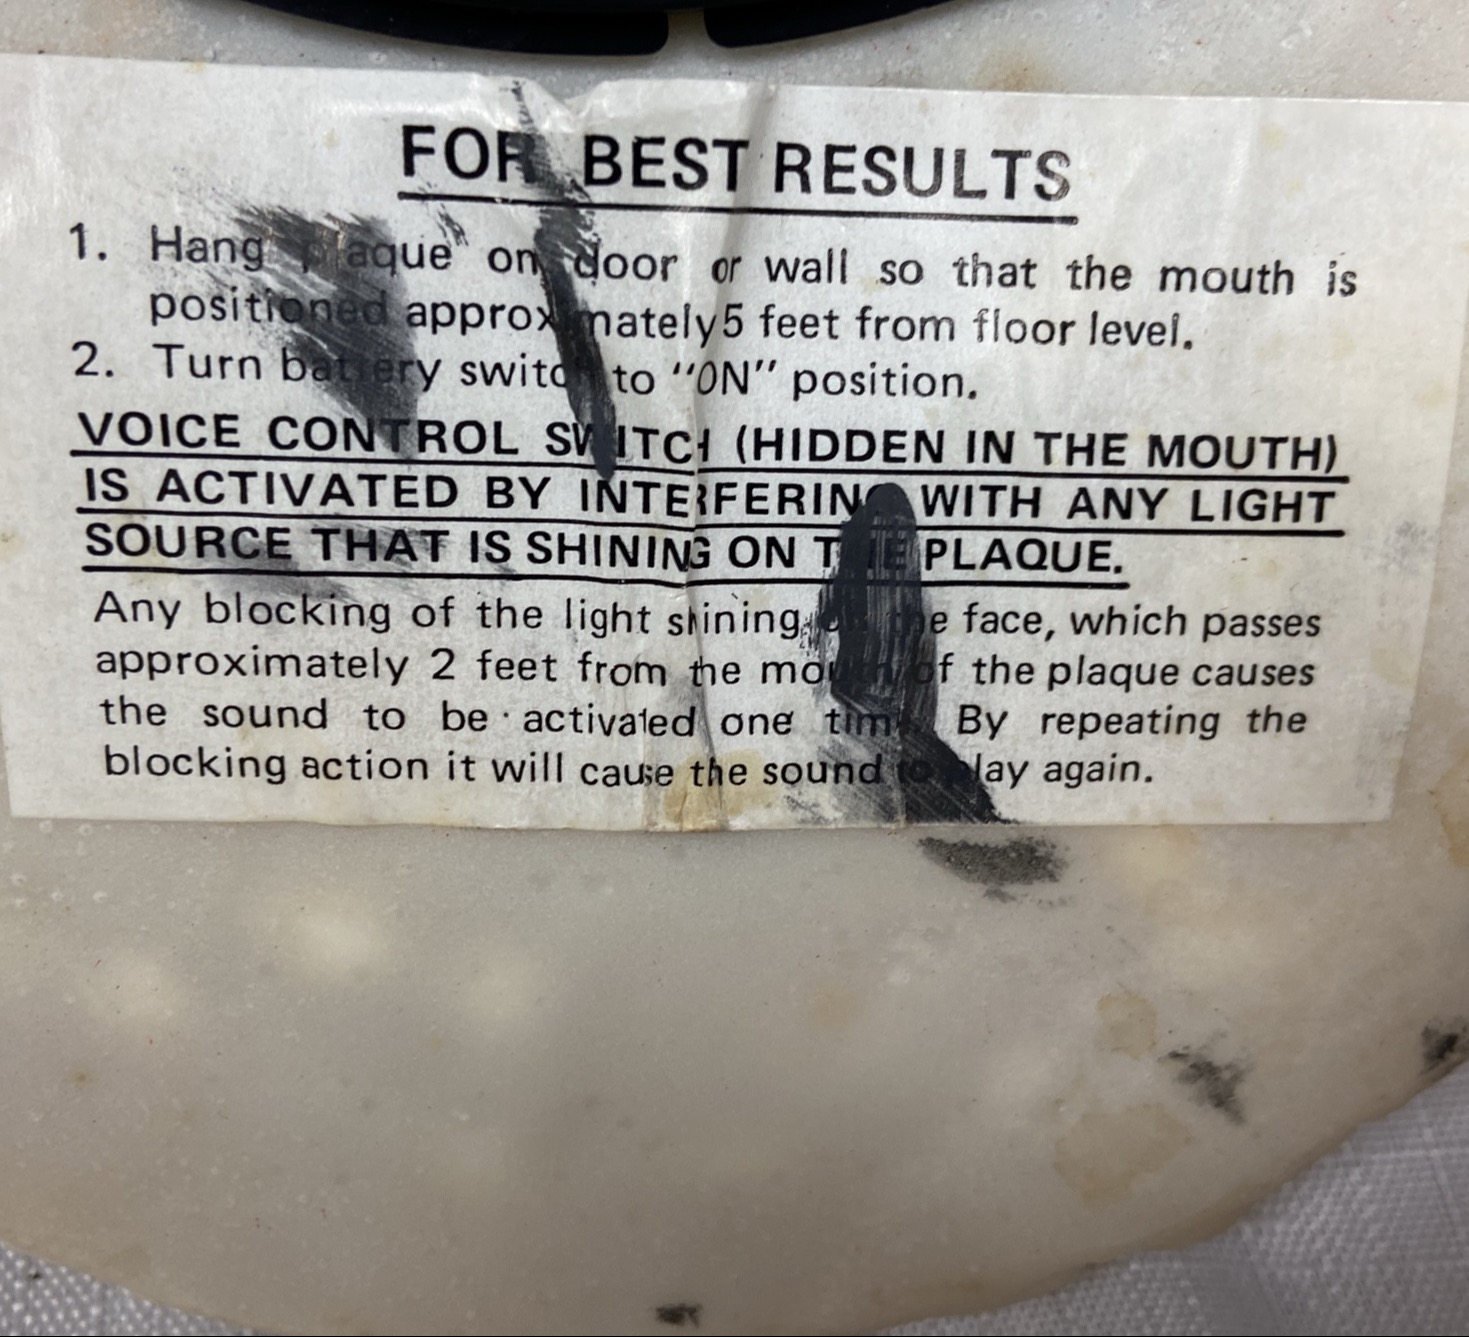 FOR BEST RESULTS
1. Hang plaque on door or wall so that the mouth is
positioned approximately 5 feet from floor level.
2. Turn battery switch to "ON" position.
VOICE CONTROL SWITCH (HIDDEN IN THE MOUTH)
IS ACTIVATED BY INTERFERING WITH ANY LIGHT
SOURCE THAT IS SHINING ON THE PLAQUE.
Any blocking of the light shining on the face, which passes
approximately 2 feet from the mouth of the plaque causes
the sound to be activated one time. By repeating the
blocking action it will cause the sound to play again.